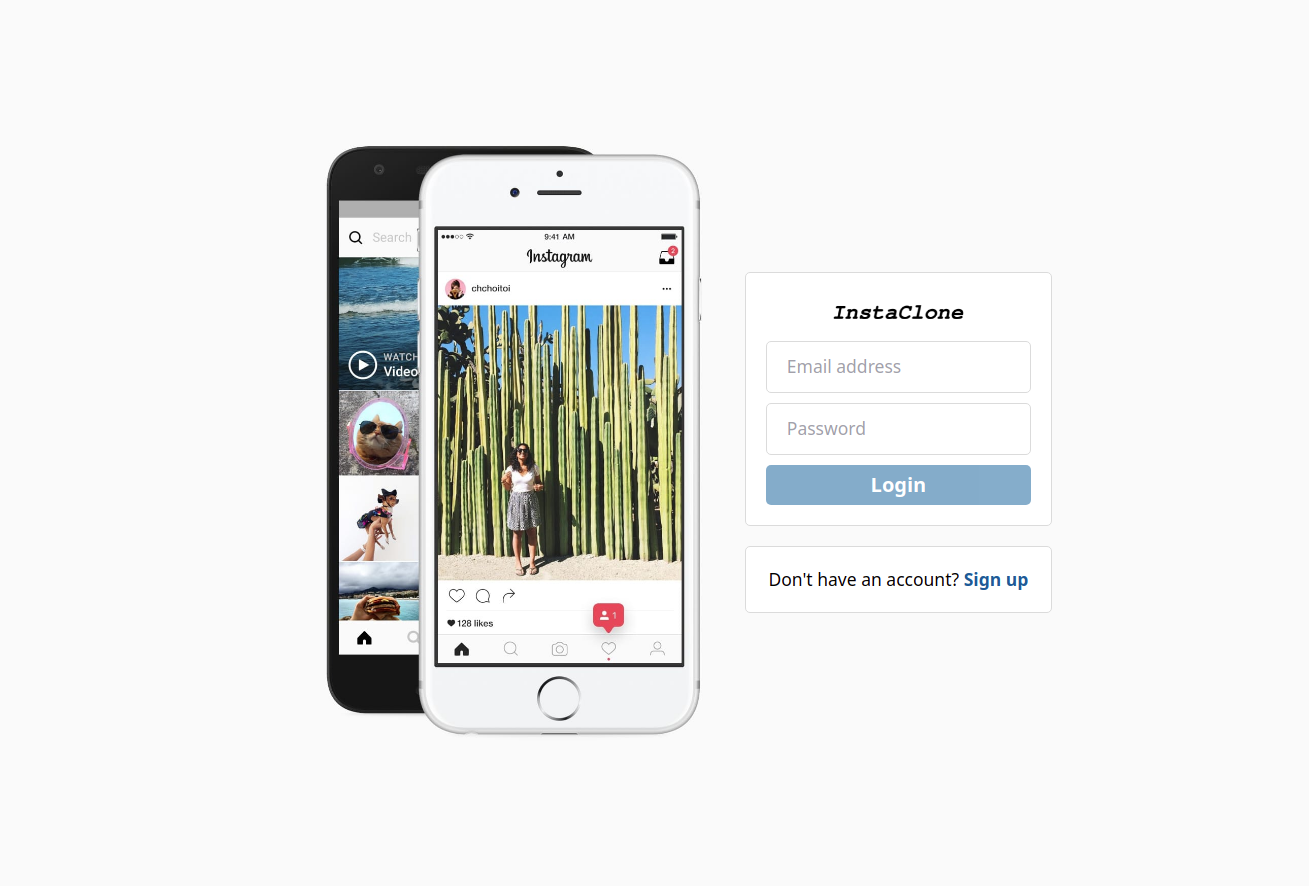 Search
WATCH
Video
9:41 AM
Instagram
2
chchoitoi
1
128 likes
InstaClone
Email address
Password
Login
Don't have an account? Sign up